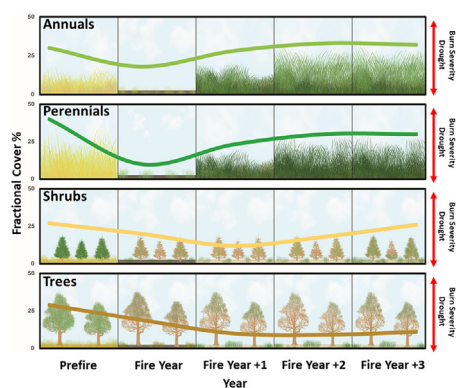 Annuals
50
25
0
Burn Severity
Drought
Perennials
50
25
0
Burn Severity
Drought
Shrubs
50
25
0
Burn Severity
Drought
Trees
50
25
0
Burn Severity
Drought
Fractional Cover %
Prefire
Fire Year
Fire Year +1
Fire Year +2
Fire Year +3
Year